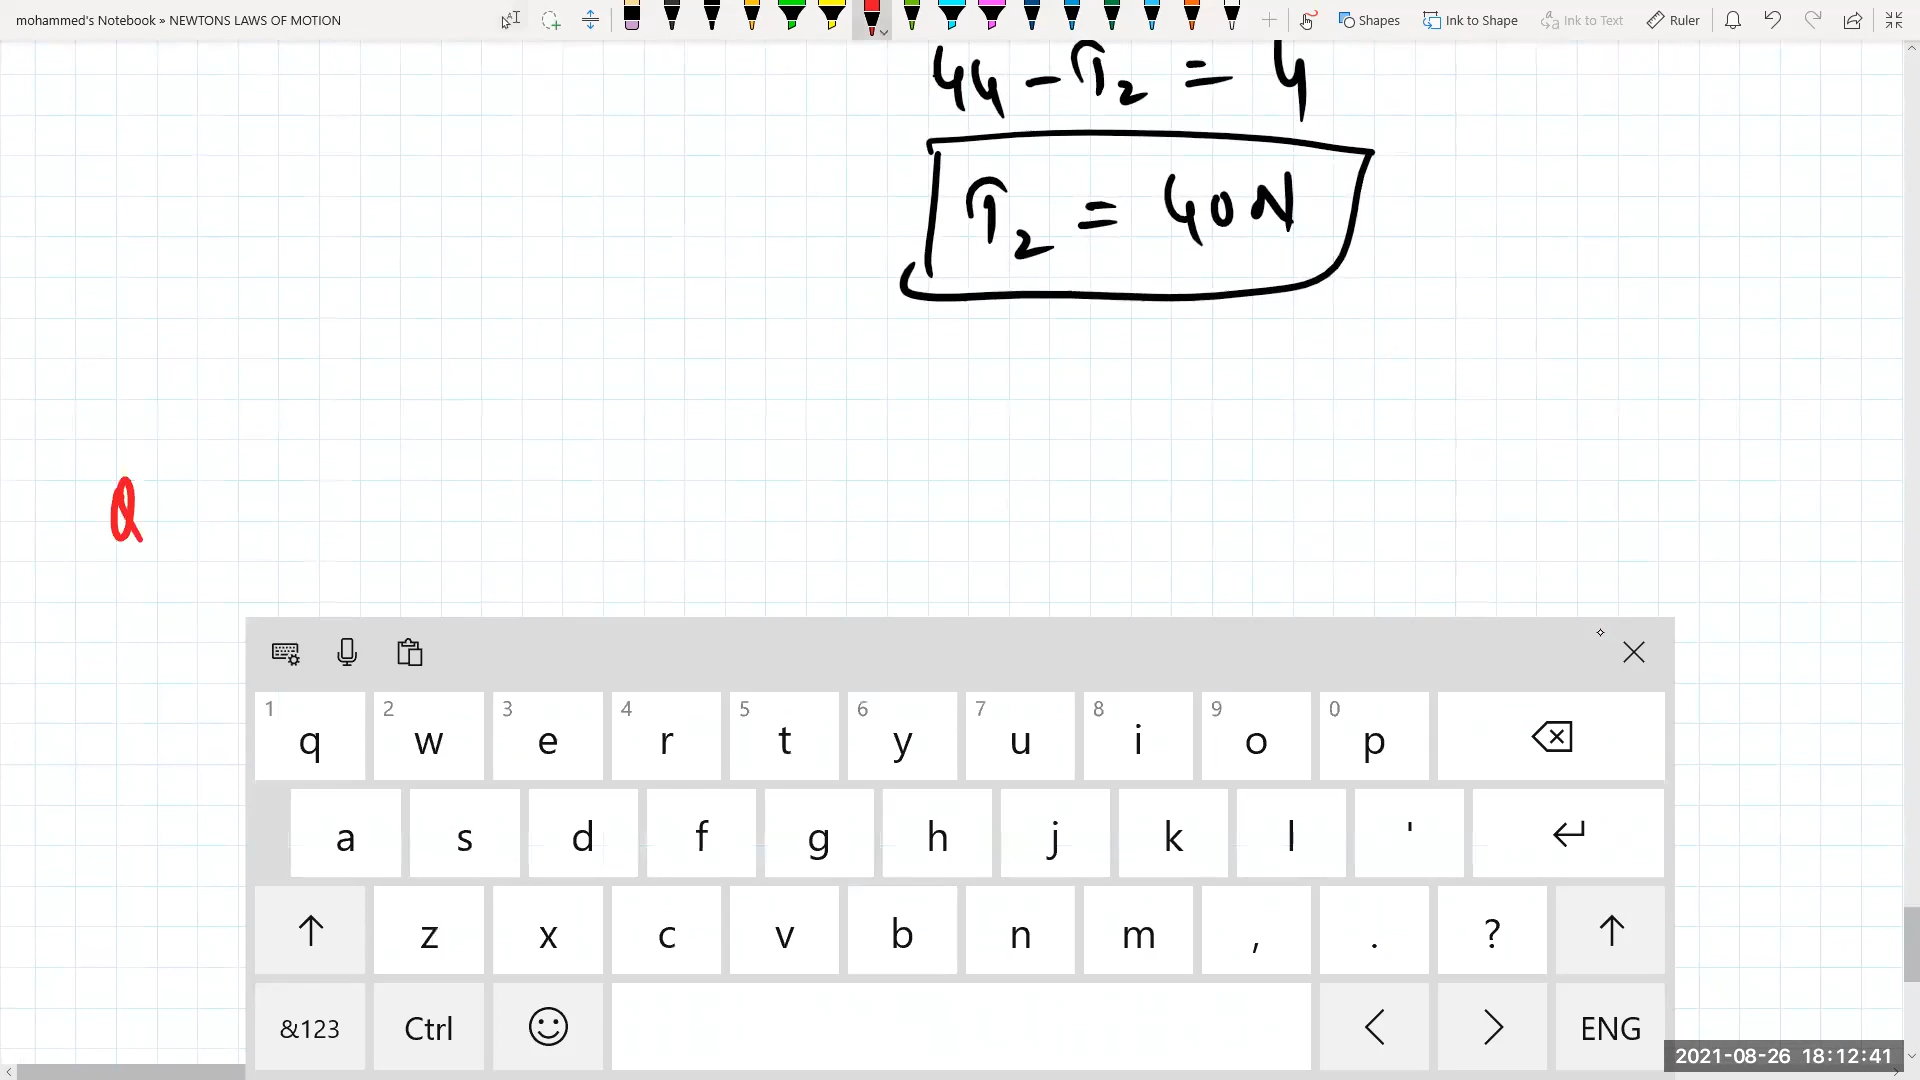 mohammed's Notebook » NEWTONS LAWS OF MOTION
Shapes
Ink to Shape
Ink to Text
Ruler
44 - T2 = 4
T2 = 40N
Q
1 2 3 4 5 6 7 8 9 0
q w e r t y u i o p
a s d f g h j k l '
z x c v b n m , . ?
&123 Ctrl ENG
2021-08-26 18:12:41